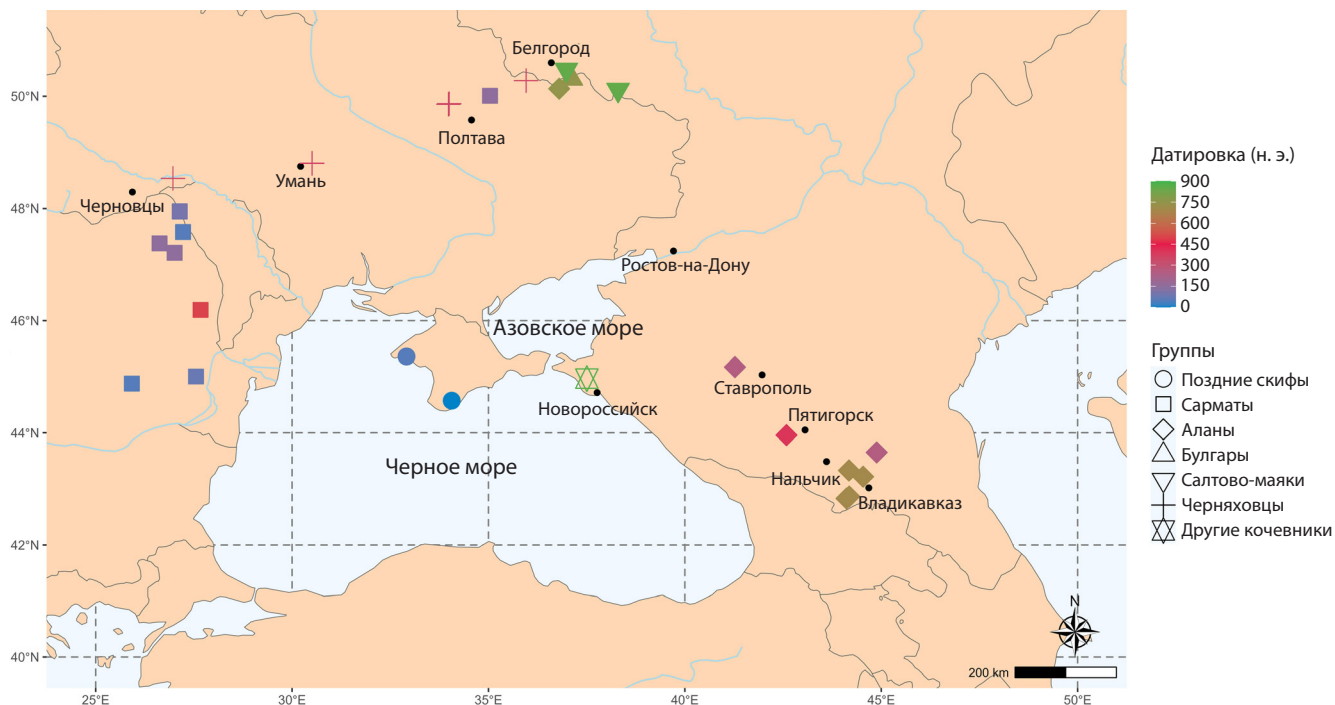 50°N
48°N
46°N
44°N
42°N
40°N
25°E
30°E
35°E
40°E
45°E
50°E
Белгород
Полтава
Умань
Черновцы
Ростов-на-Дону
Азовское море
Новороссийск
Ставрополь
Пятигорск
Нальчик
Владикавказ
Черное море
N
200 km
Датировка (н. э.)
900
750
600
450
300
150
0
Группы
Поздние скифы
Сарматы
Аланы
Булгары
Салтово-маяки
Черняховцы
Другие кочевники